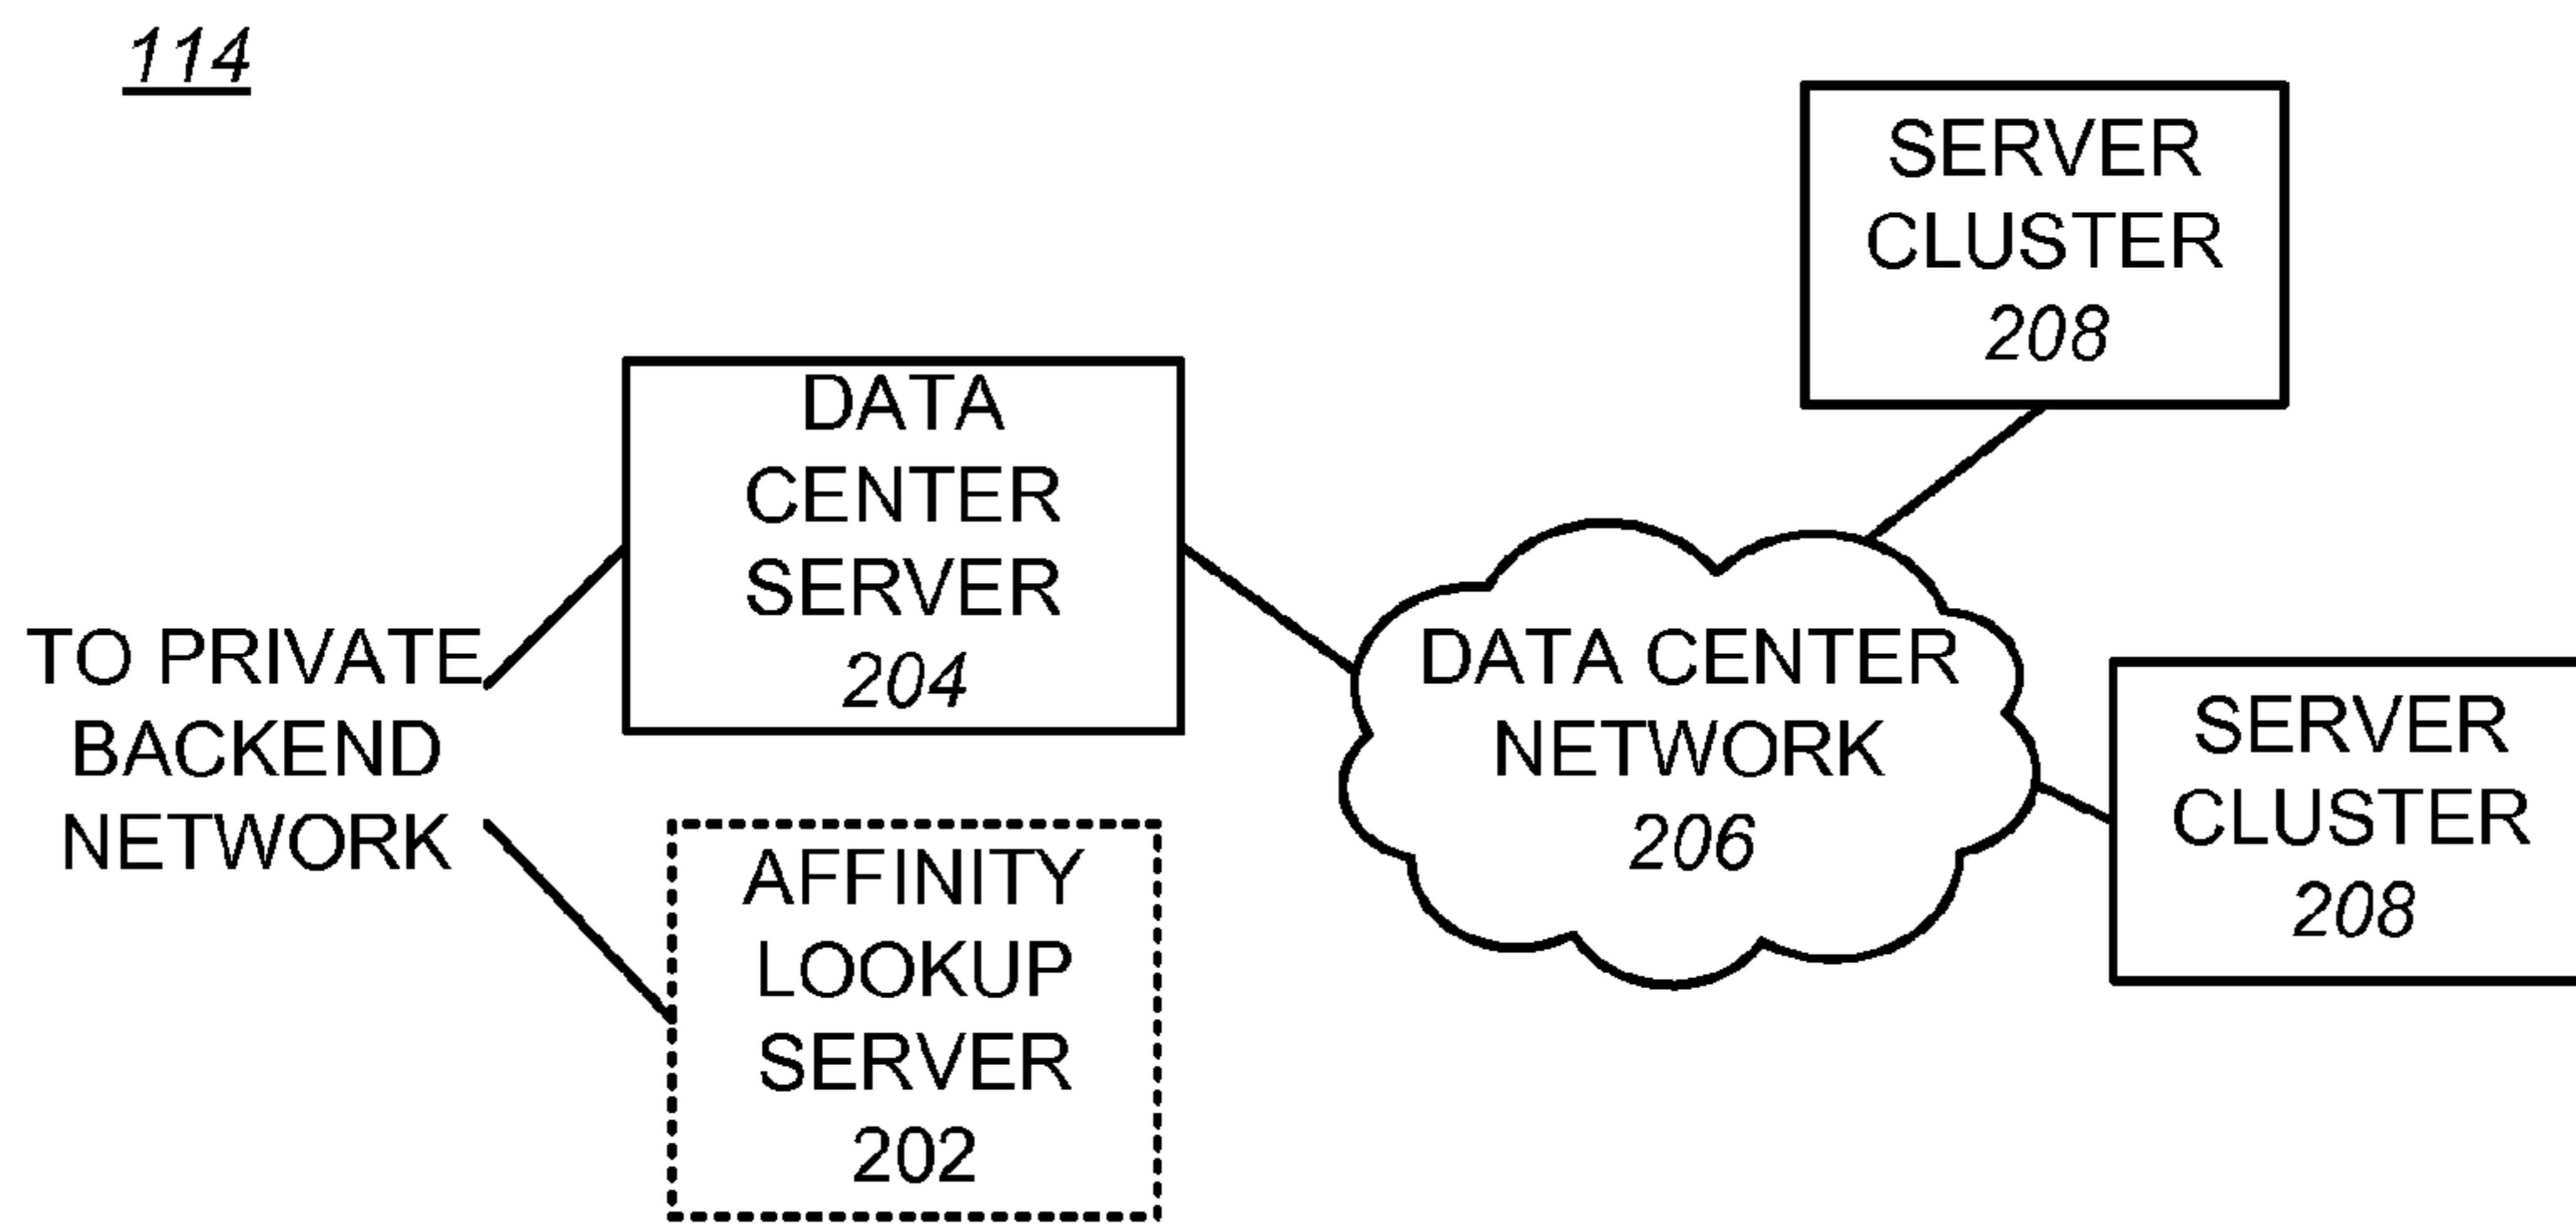 114
SERVER
CLUSTER
208
DATA
CENTER
SERVER
204
TO PRIVATE
BACKEND
NETWORK
DATA CENTER
NETWORK
206
SERVER
CLUSTER
208
AFFINITY
LOOKUP
SERVER
202